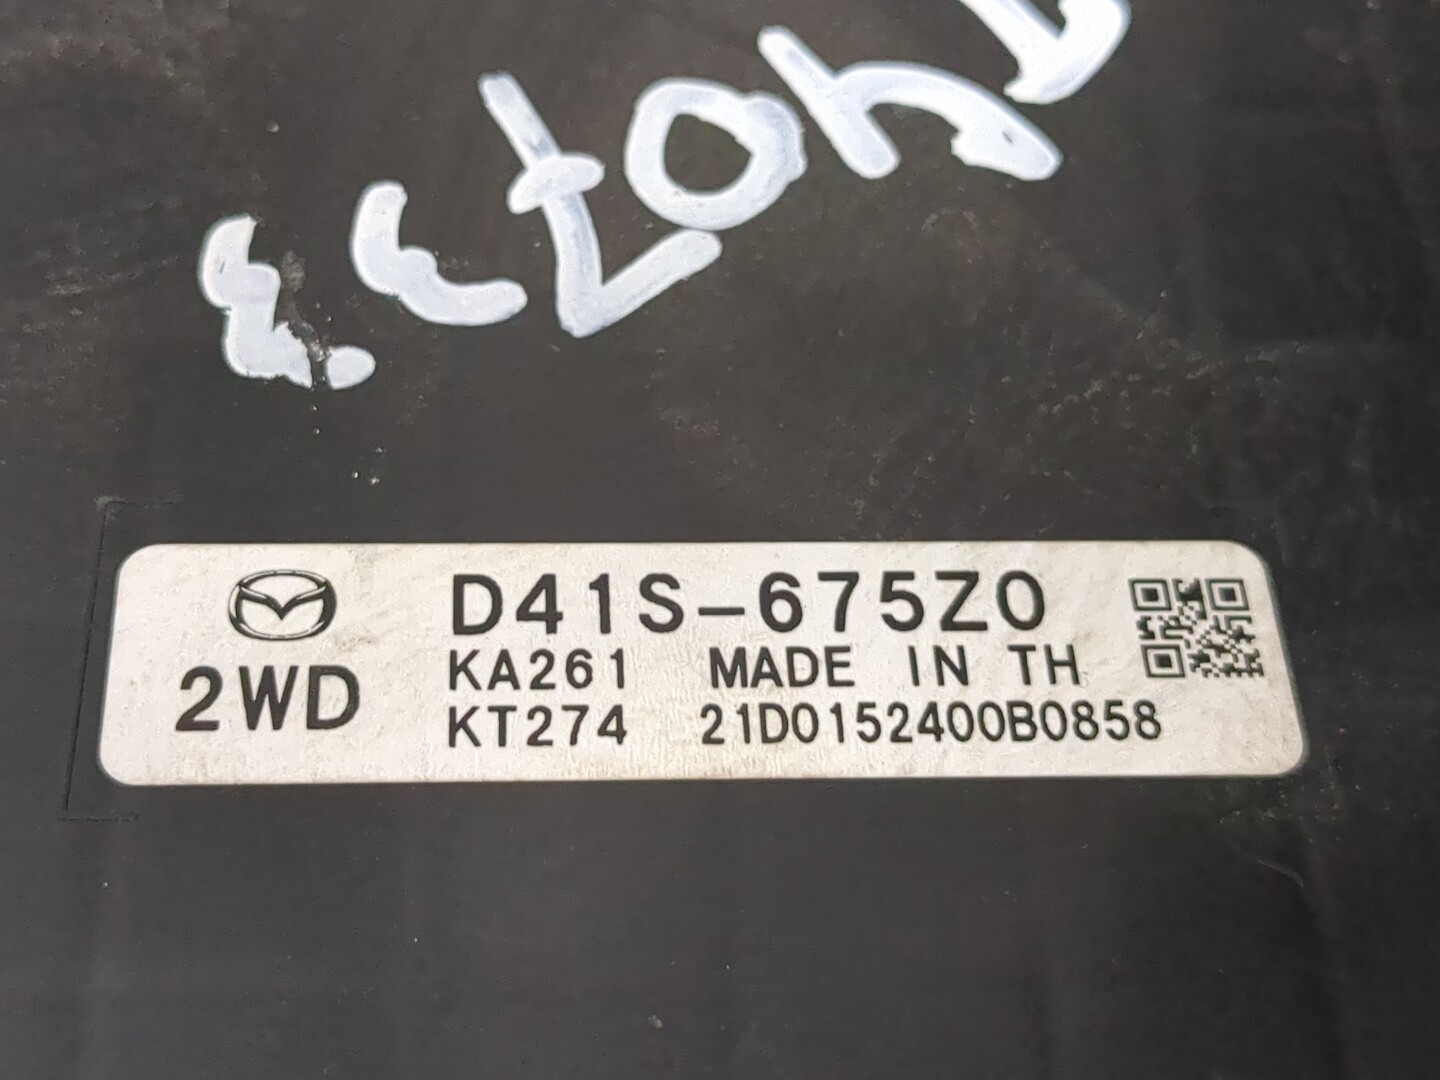 D41S-675Z0
2WD
KA261 MADE IN TH
KT274 21D0152400B0858